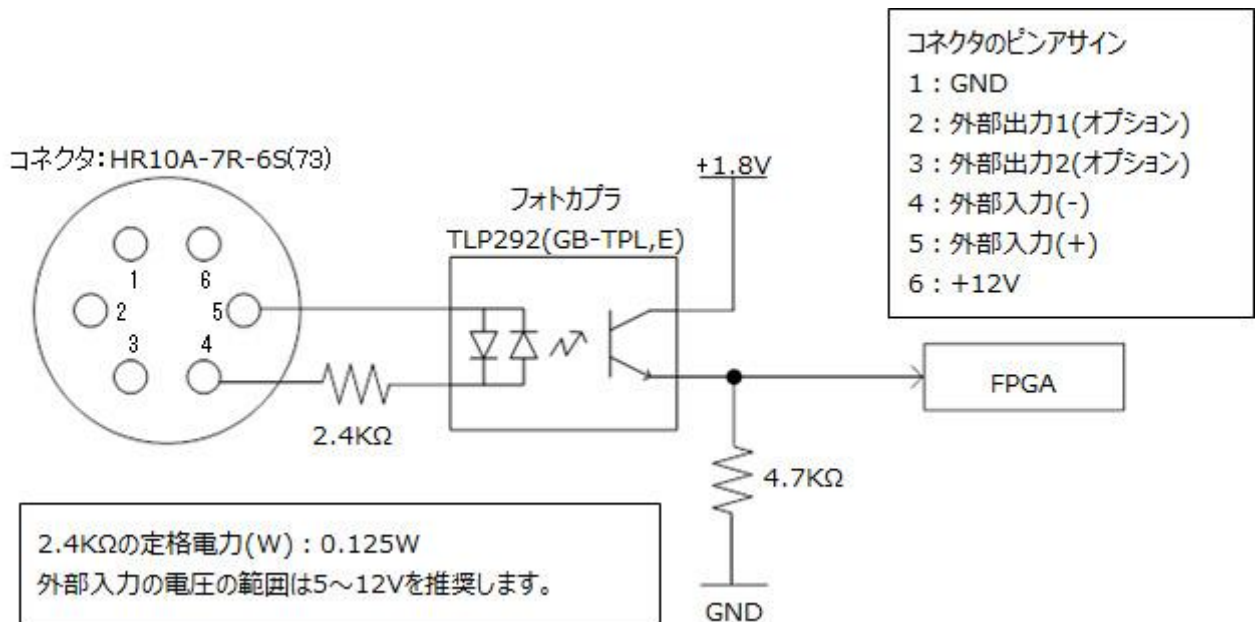 コネクタのピンアサイン
1：GND
2：外部出力1(オプション)
3：外部出力2(オプション)
4：外部入力(-)
5：外部入力(+)
6：+12V
コネクタ：HR10A-7R-6S(73)
+1.8V
フォトカプラ
TLP292(GB-TPL,E)
1
6
2
5
3
4
FPGA
2.4KΩ
4.7KΩ
2.4KΩの定格電力(W)：0.125W
外部入力の電圧の範囲は5～12Vを推奨します。
GND